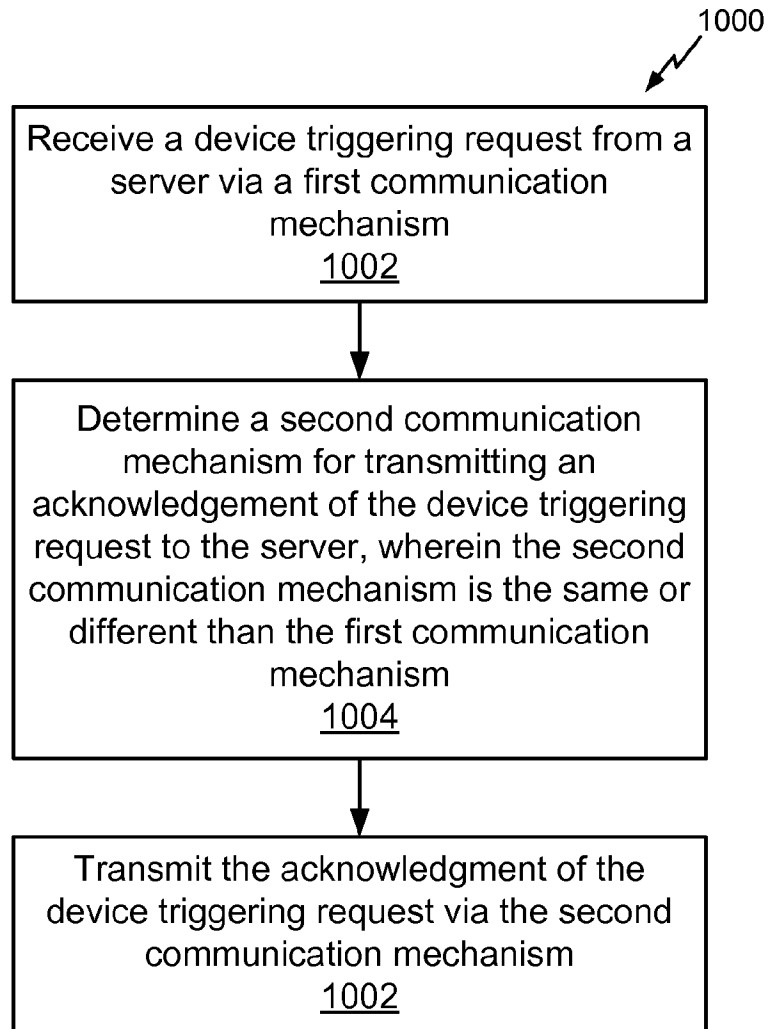 1000
Receive a device triggering request from a
server via a first communication
mechanism
1002
Determine a second communication
mechanism for transmitting an
acknowledgement of the device triggering
request to the server, wherein the second
communication mechanism is the same or
different than the first communication
mechanism
1004
Transmit the acknowledgment of the
device triggering request via the second
communication mechanism
1002